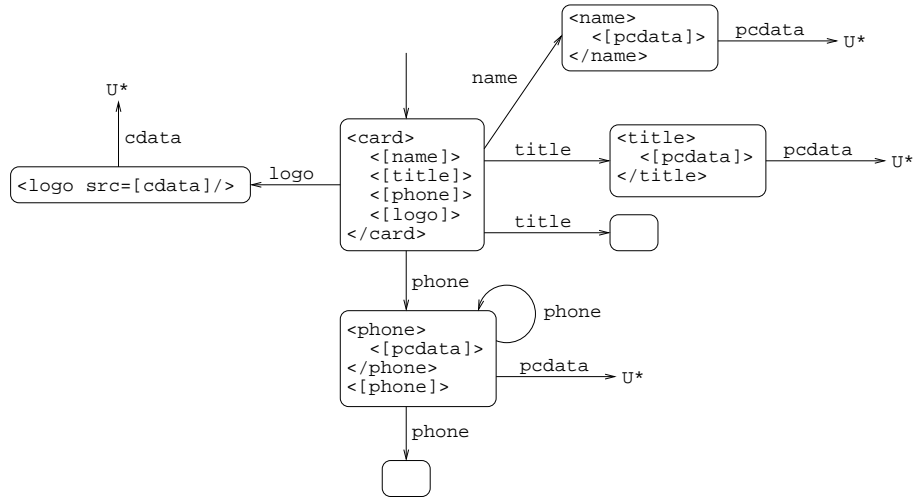 <name>
<[pcdata]>
</name>
pcdata
U*
name
U*
cdata
<logo src=[cdata]/>
logo
<card>
<[name]>
<[title]>
<[phone]>
<[logo]>
</card>
title
<title>
<[pcdata]>
</title>
pcdata
U*
title
phone
<phone>
<[pcdata]>
</phone>
<[phone]>
phone
pcdata
U*
phone